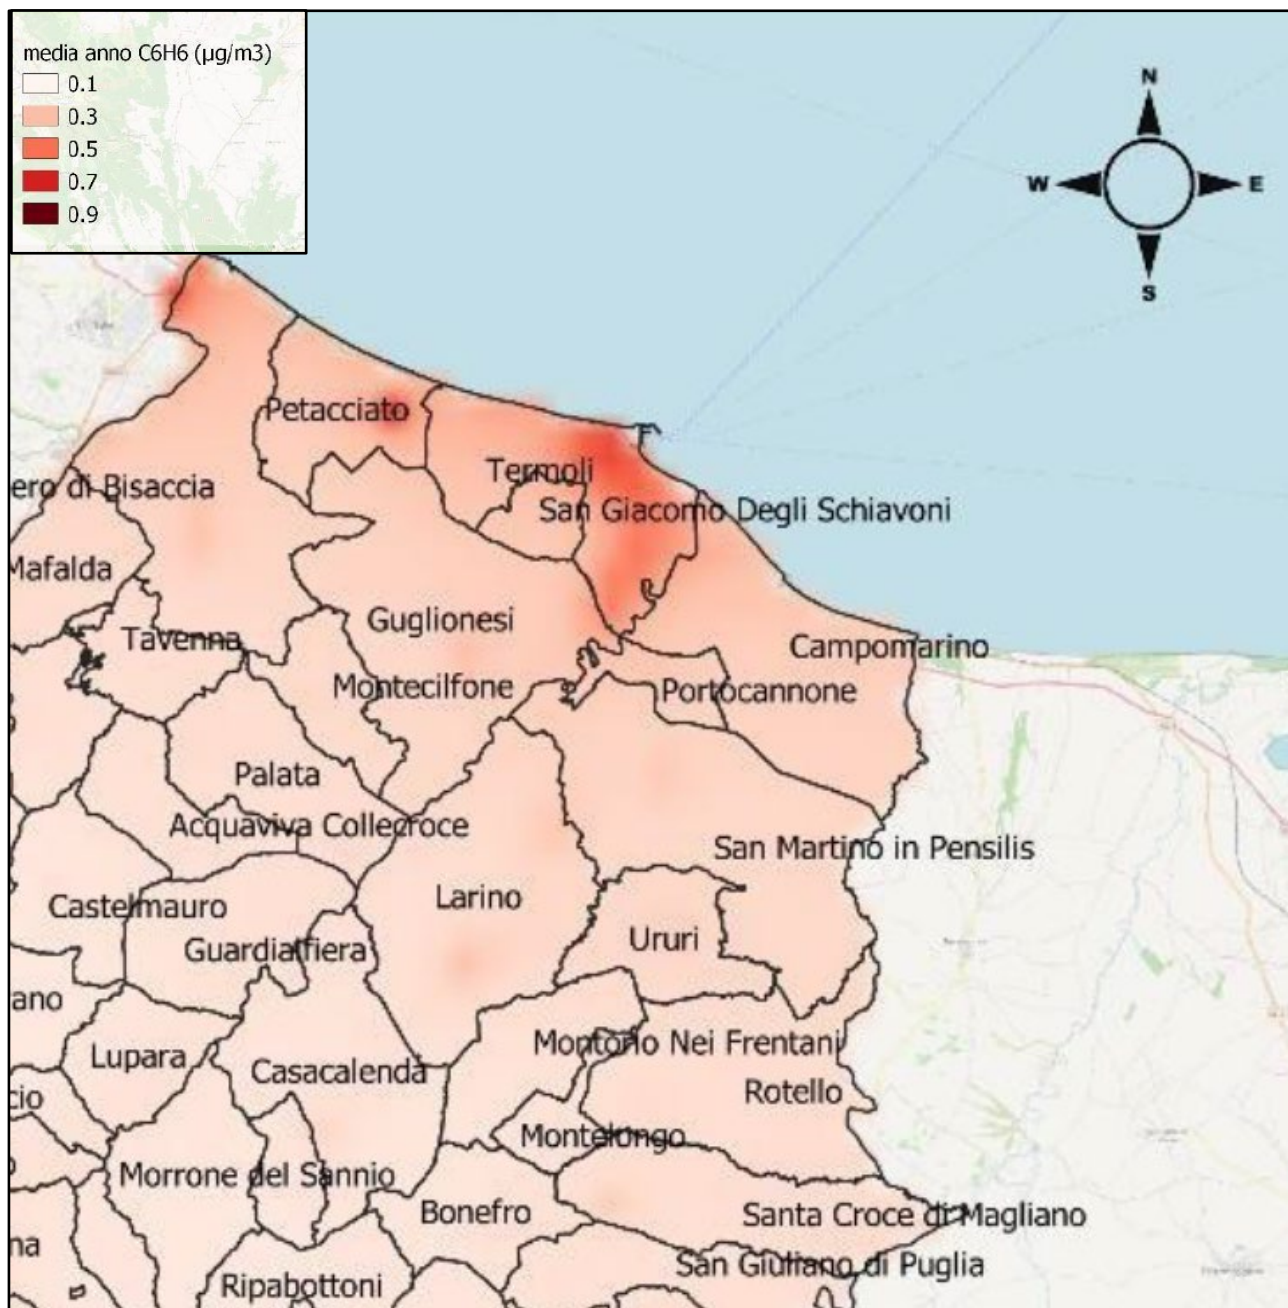 media anno C6H6 (µg/m3)
0.1
0.3
0.5
0.7
0.9
N
W
E
S
Petacciato
Termoli
ero di Bisaccia
San Giacomo Degli Schiavoni
Mafalda
Guglionesi
Tavenna
Campomarino
Montecilfone
Portocannone
Palata
Acquaviva Collecroce
San Martino in Pensilis
Larino
Castelmauro
Ururi
Guardialfiera
ano
Montorio Nei Frentani
Lupara
Casacalenda
Rotello
cio
Montelongo
Morrone del Sannio
Bonefro
Santa Croce di Magliano
na
San Giuliano di Puglia
Ripabottoni